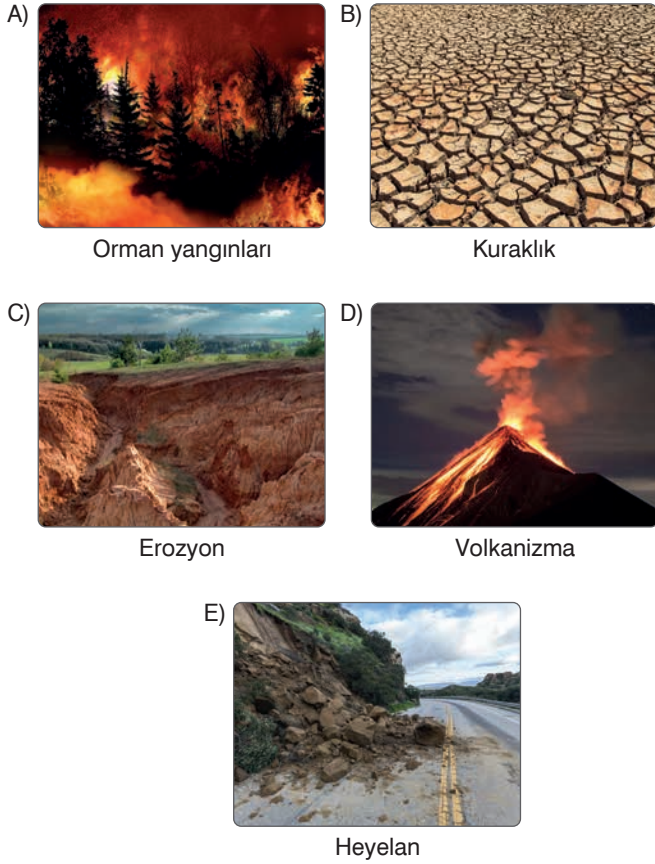 A)
B)
Orman yangınları
Kuraklık
C)
D)
Erozyon
Volkanizma
E)
Heyelan